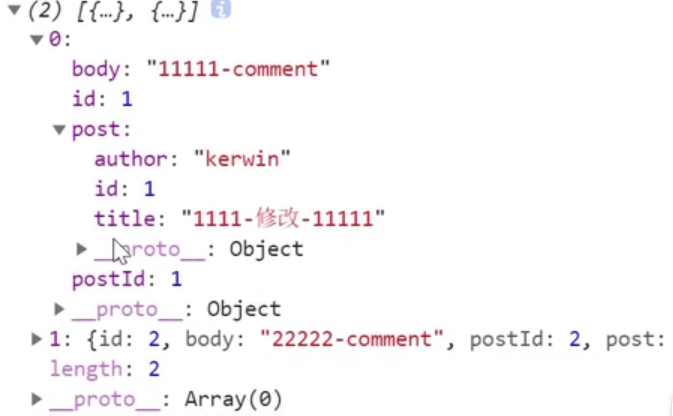 (2) [{…}, {…}] i
0:
body: "11111-comment"
id: 1
post:
author: "kerwin"
id: 1
title: "1111-修改-11111"
__proto__: Object
postId: 1
__proto__: Object
1: {id: 2, body: "22222-comment", postId: 2, post:
length: 2
__proto__: Array(0)